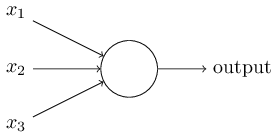 x₁
x₂ output
x₃